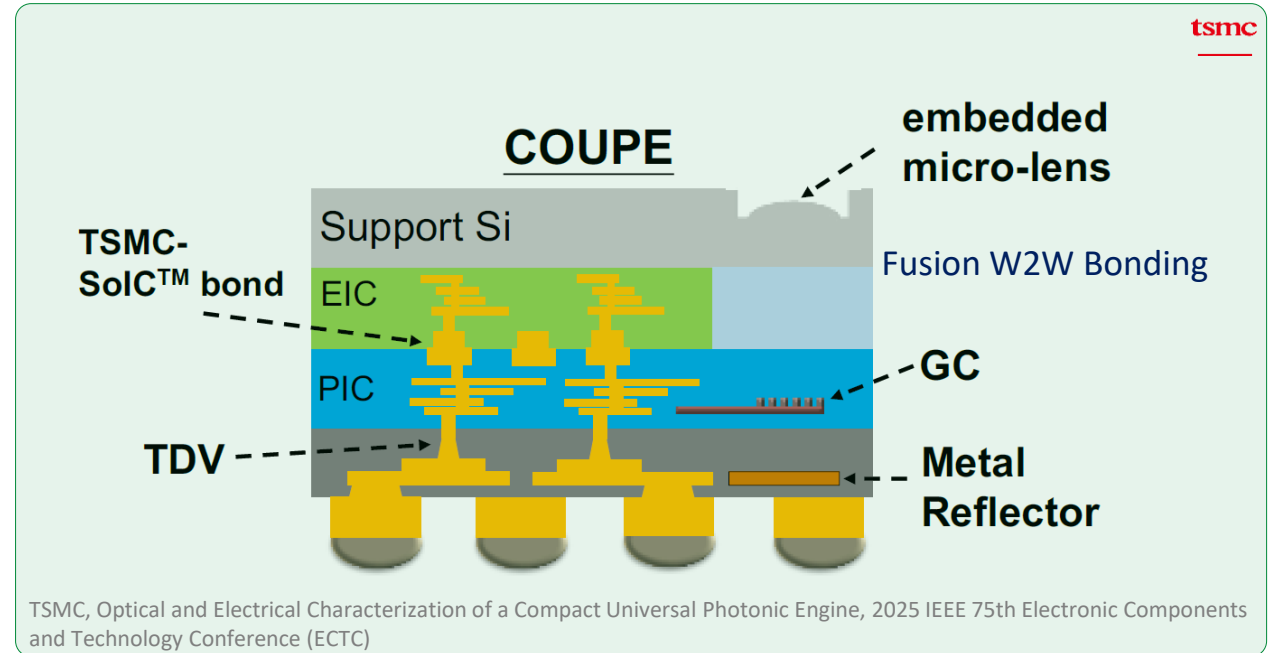 tsmc
COUPE
embedded
micro-lens
Support Si
TSMC-
SoIC™ bond
Fusion W2W Bonding
EIC
PIC
GC
TDV
Metal
Reflector
TSMC, Optical and Electrical Characterization of a Compact Universal Photonic Engine, 2025 IEEE 75th Electronic Components
and Technology Conference (ECTC)